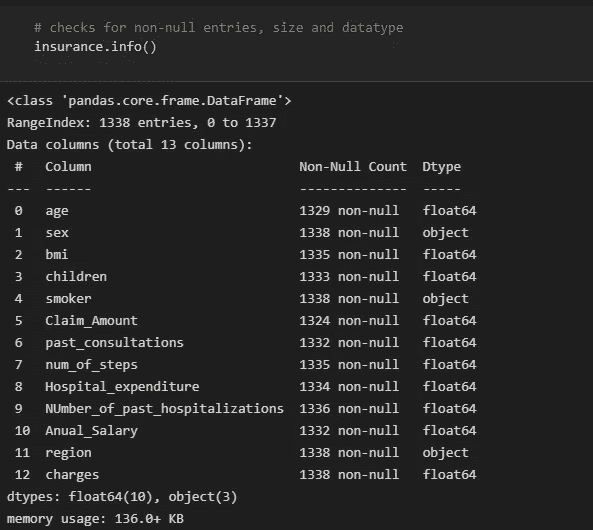 # checks for non-null entries, size and datatype
insurance.info()
<class 'pandas.core.frame.DataFrame'>
RangeIndex: 1338 entries, 0 to 1337
Data columns (total 13 columns):
 #   Column                         Non-Null Count  Dtype
---  ------                         --------------  -----
 0   age                            1329 non-null   float64
 1   sex                            1338 non-null   object
 2   bmi                            1335 non-null   float64
 3   children                       1333 non-null   float64
 4   smoker                         1338 non-null   object
 5   Claim_Amount                   1324 non-null   float64
 6   past_consultations             1332 non-null   float64
 7   num_of_steps                   1335 non-null   float64
 8   Hospital_expenditure           1334 non-null   float64
 9   NUmber_of_past_hospitalizations  1336 non-null   float64
 10  Anual_Salary                   1332 non-null   float64
 11  region                         1338 non-null   object
 12  charges                        1338 non-null   float64
dtypes: float64(10), object(3)
memory usage: 136.0+ KB